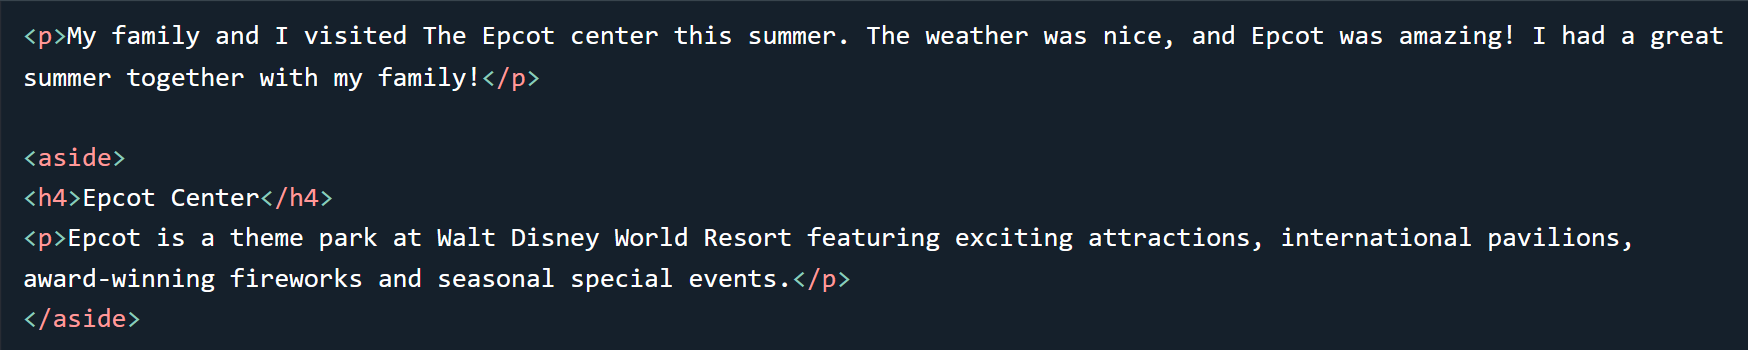 <p>My family and I visited The Epcot center this summer. The weather was nice, and Epcot was amazing! I had a great
summer together with my family!</p>
<aside>
<h4>Epcot Center</h4>
<p>Epcot is a theme park at Walt Disney World Resort featuring exciting attractions, international pavilions,
award-winning fireworks and seasonal special events.</p>
</aside>